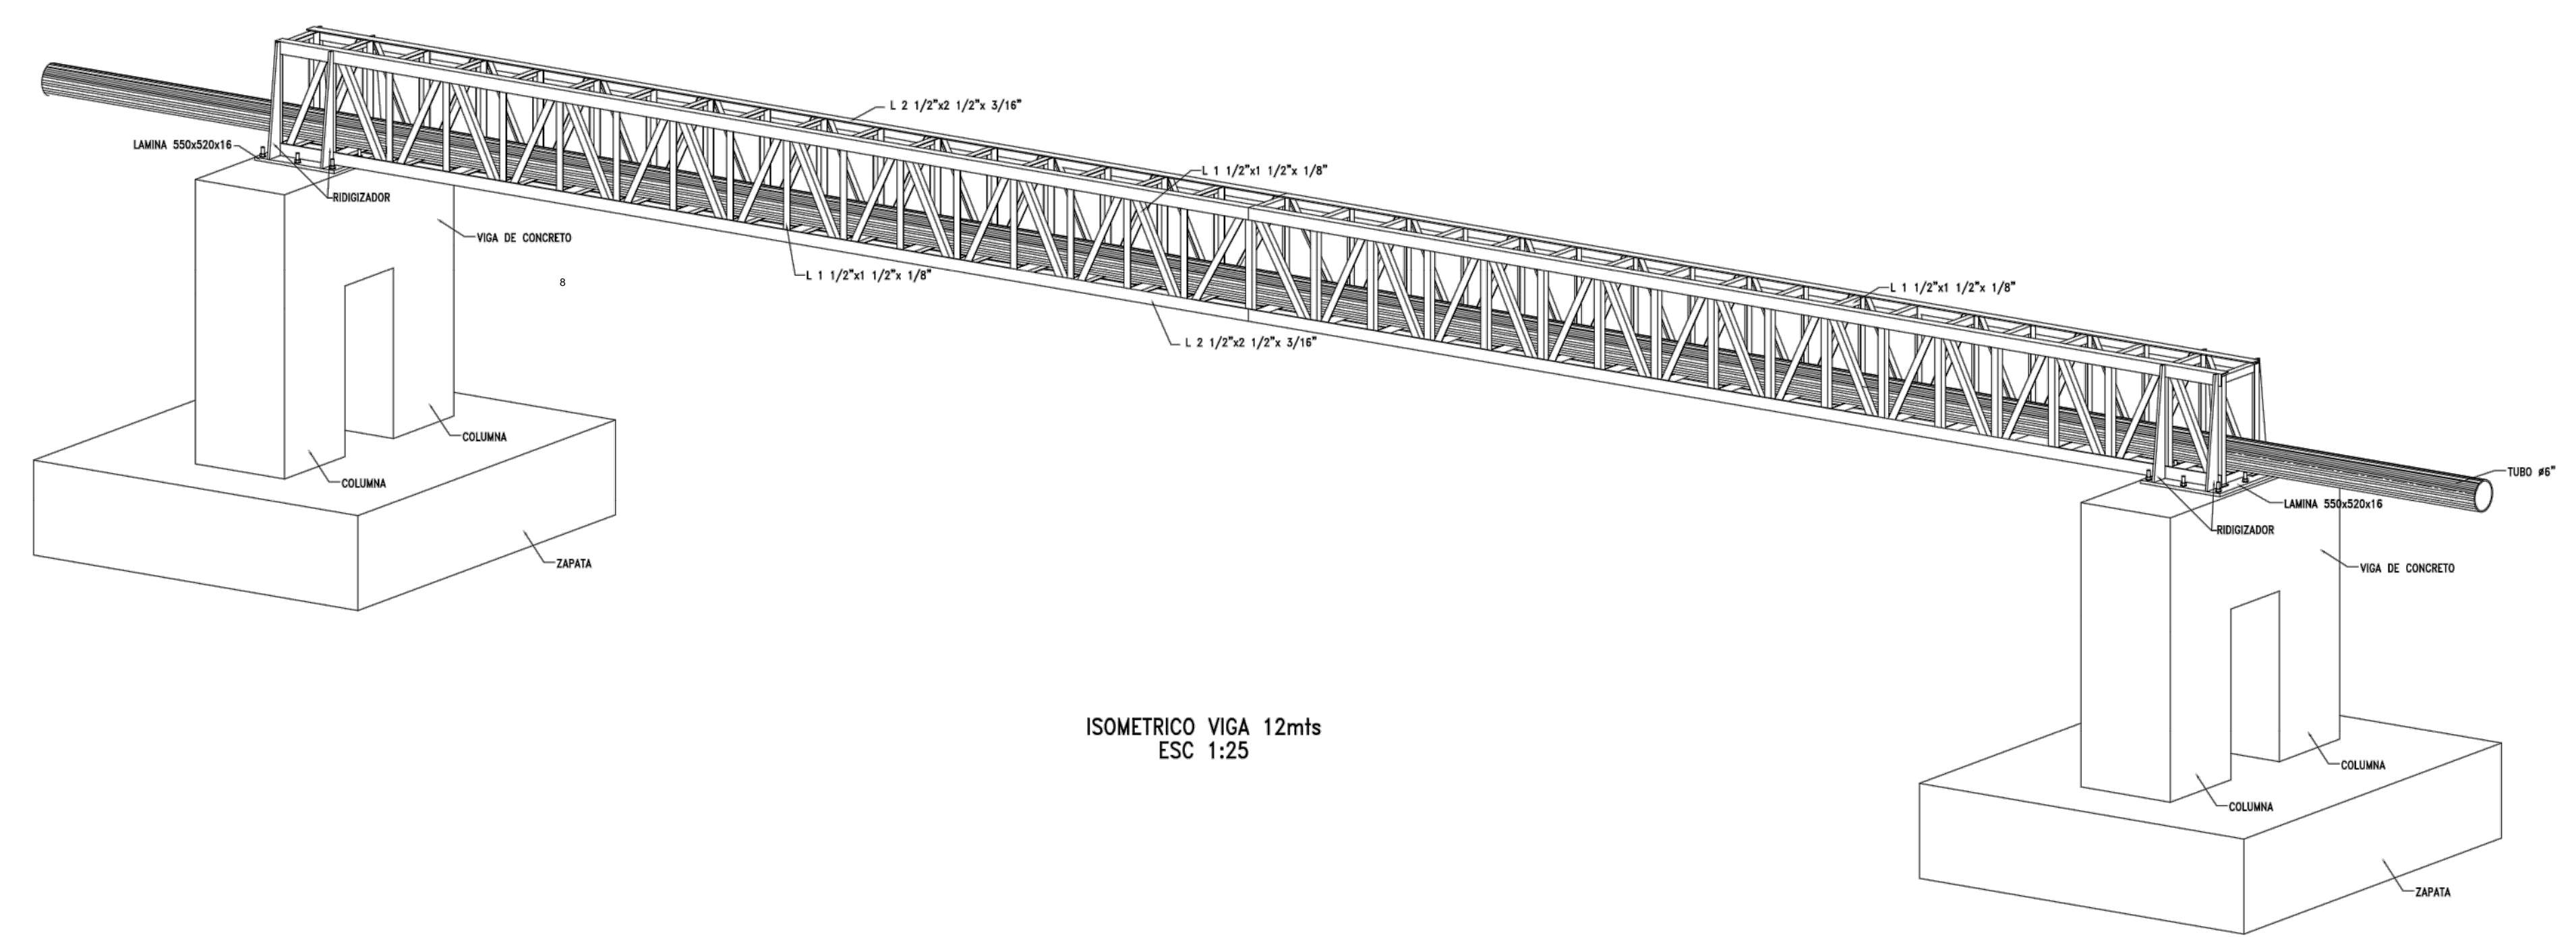 L 2 1/2"x2 1/2"x 3/16"
LAMINA 550x520x16
L 1 1/2"x1 1/2"x 1/8"
RIDIGIZADOR
VIGA DE CONCRETO
L 1 1/2"x1 1/2"x 1/8"
8
L 1 1/2"x1 1/2"x 1/8"
L 2 1/2"x2 1/2"x 3/16"
COLUMNA
COLUMNA
TUBO ø6"
LAMINA 550x520x16
RIDIGIZADOR
ZAPATA
VIGA DE CONCRETO
ISOMETRICO VIGA 12mts
ESC 1:25
COLUMNA
COLUMNA
ZAPATA